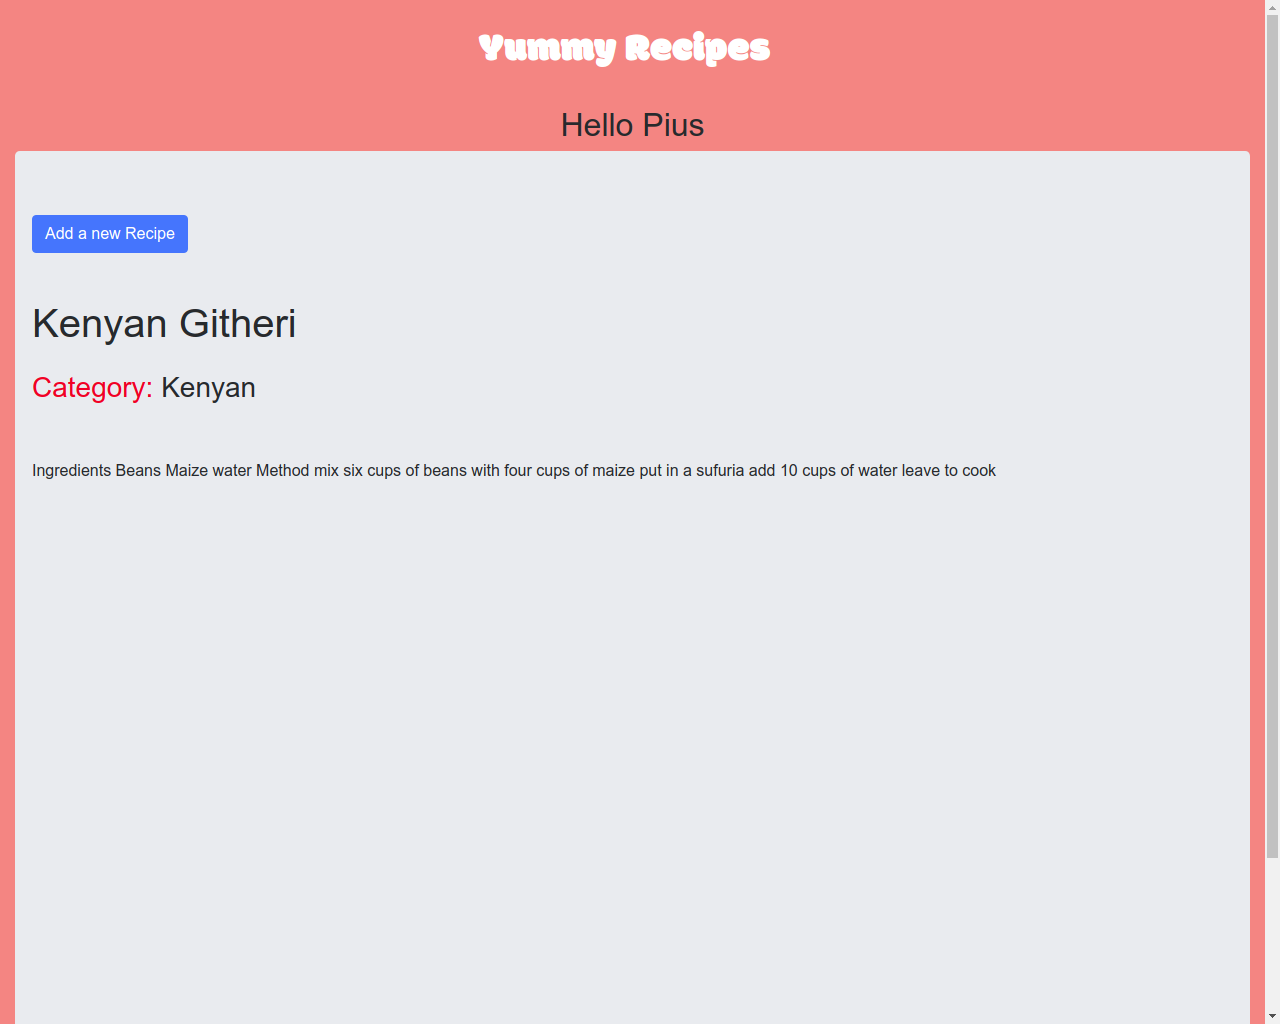 Yummy Recipes
Hello Pius
Add a new Recipe
Kenyan Githeri
Category: Kenyan
Ingredients Beans Maize water Method mix six cups of beans with four cups of maize put in a sufuria add 10 cups of water leave to cook